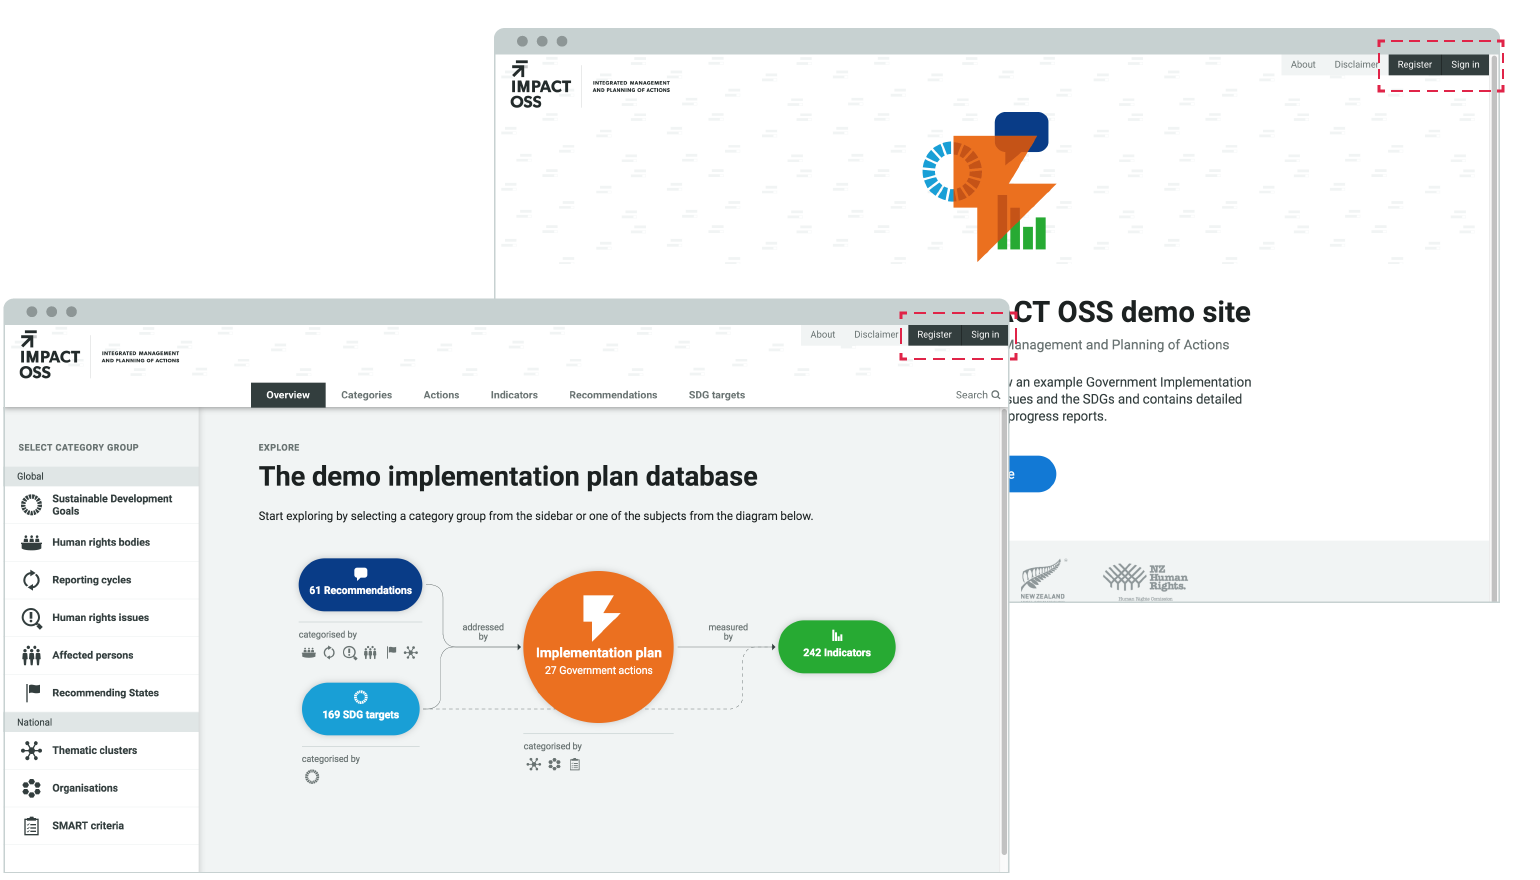 IMPACT
OSS
INTEGRATED MANAGEMENT
AND PLANNING OF ACTIONS
About
Disclaimer
Register
Sign in
ACT OSS demo site
Management and Planning of Actions
an example Government Implementation
sues and the SDGs and contains detailed
progress reports.
e
NEW ZEALAND
NZ
Human
Rights.
Human Rights Commission
IMPACT
OSS
INTEGRATED MANAGEMENT
AND PLANNING OF ACTIONS
About
Disclaimer
Register
Sign in
Overview
Categories
Actions
Indicators
Recommendations
SDG targets
Search
SELECT CATEGORY GROUP
Global
Sustainable Development
Goals
Human rights bodies
Reporting cycles
Human rights issues
Affected persons
Recommending States
National
Thematic clusters
Organisations
SMART criteria
EXPLORE
The demo implementation plan database
Start exploring by selecting a category group from the sidebar or one of the subjects from the diagram below.
61 Recommendations
categorised by
169 SDG targets
categorised by
addressed
by
Implementation plan
27 Government actions
categorised by
measured
by
242 Indicators